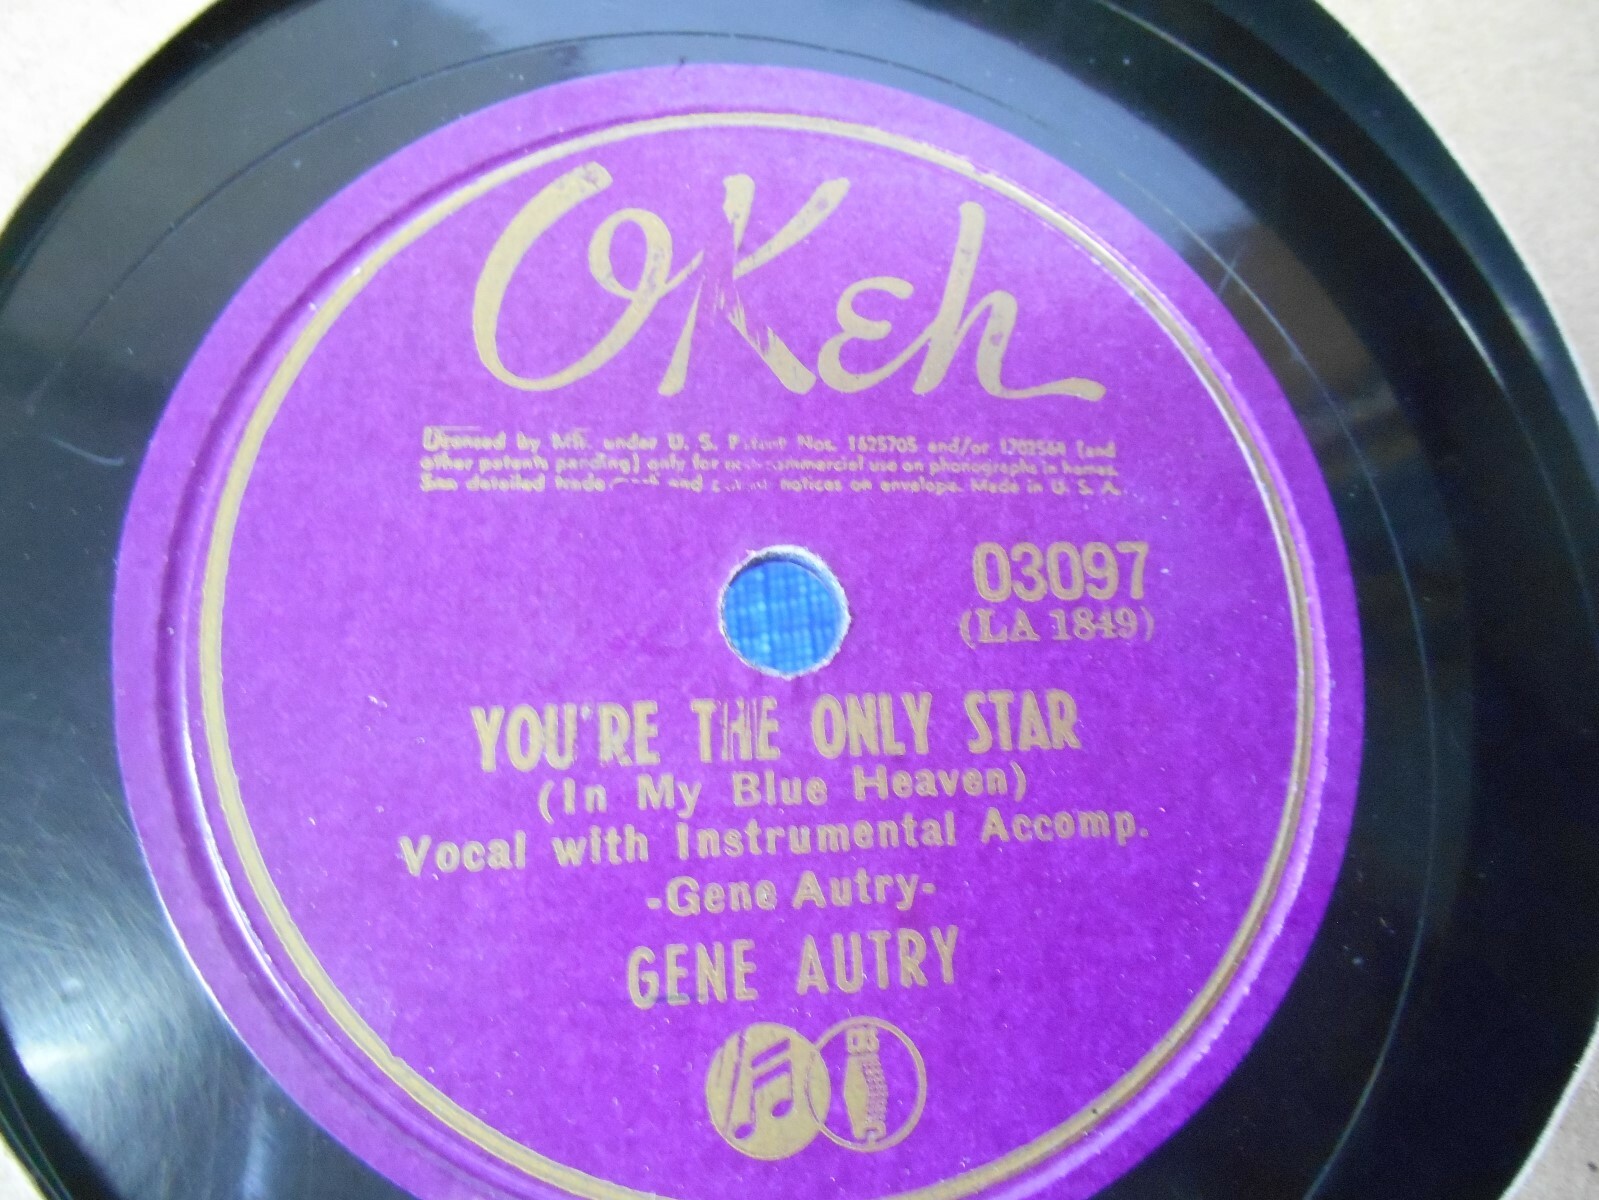 OKeh
Licensed by Mfr. under U. S. Patent Nos. 1625705 and/or 1702564 (and
other patents pending) only for commercial use on phonographs in homes.
See detailed trade mark and notices on envelope. Made in U. S. A.
03097
(LA 1849)
YOU'RE THE ONLY STAR
(In My Blue Heaven)
Vocal with Instrumental Accomp.
-Gene Autry-
GENE AUTRY